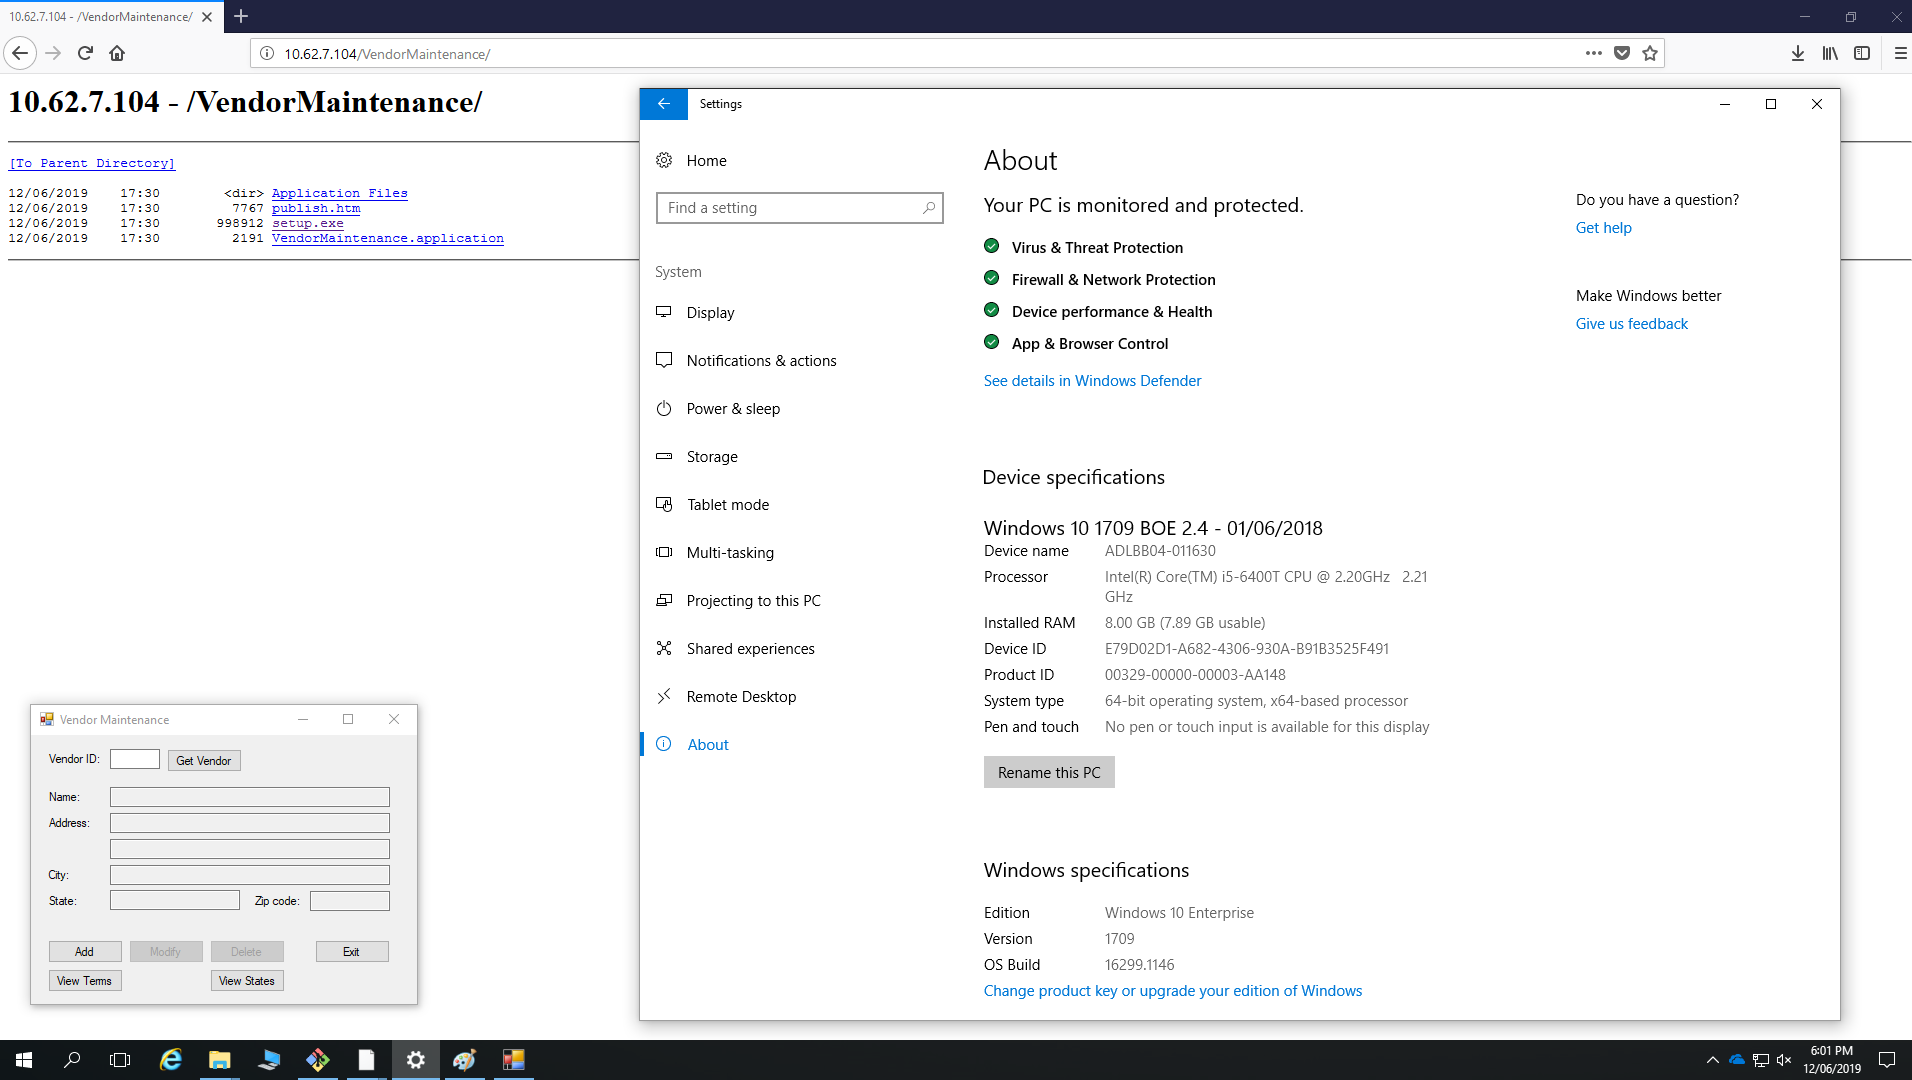 10.62.7.104 - /VendorMaintenance/
10.62.7.104/VendorMaintenance/
10.62.7.104 - /VendorMaintenance/
[To Parent Directory]
12/06/2019 17:30 <dir> Application Files
12/06/2019 17:30 7767 publish.htm
12/06/2019 17:30 998912 setup.exe
12/06/2019 17:30 2191 VendorMaintenance.application
Settings
Home
Find a setting
System
Display
Notifications & actions
Power & sleep
Storage
Tablet mode
Multi-tasking
Projecting to this PC
Shared experiences
Remote Desktop
About
About
Your PC is monitored and protected.
Virus & Threat Protection
Firewall & Network Protection
Device performance & Health
App & Browser Control
See details in Windows Defender
Device specifications
Windows 10 1709 BOE 2.4 - 01/06/2018
Device name ADLBB04-011630
Processor Intel(R) Core(TM) i5-6400T CPU @ 2.20GHz 2.21
GHz
Installed RAM 8.00 GB (7.89 GB usable)
Device ID E79D02D1-A682-4306-930A-B91B3525F491
Product ID 00329-00000-00003-AA148
System type 64-bit operating system, x64-based processor
Pen and touch No pen or touch input is available for this display
Rename this PC
Windows specifications
Edition Windows 10 Enterprise
Version 1709
OS Build 16299.1146
Change product key or upgrade your edition of Windows
Do you have a question?
Get help
Make Windows better
Give us feedback
Vendor Maintenance
Vendor ID: Get Vendor
Name:
Address:
City:
State: Zip code:
Add Modify Delete Exit
View Terms View States
6:01 PM
12/06/2019